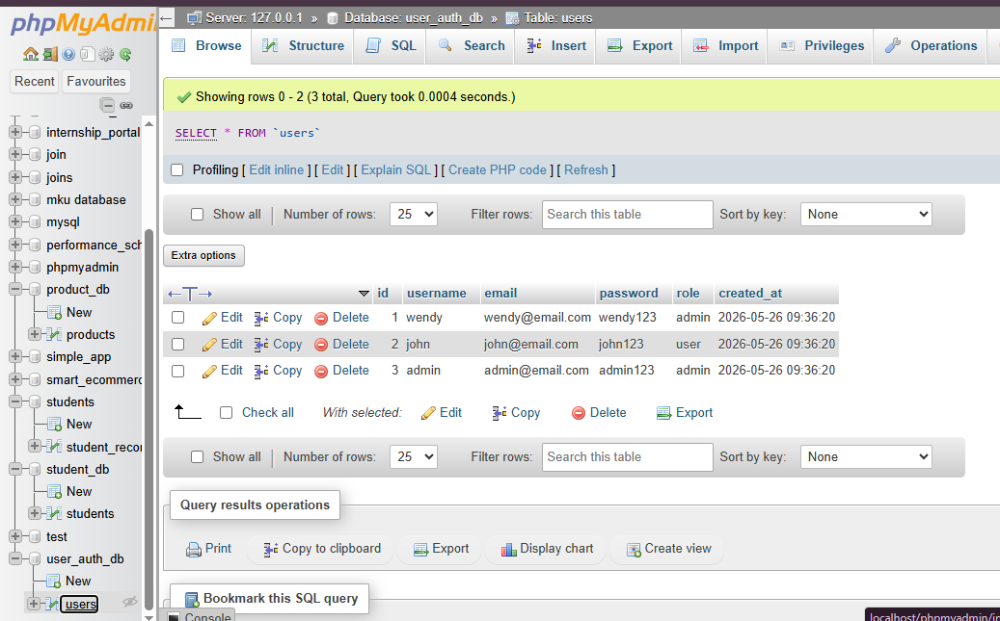 phpMyAdmin
Recent Favourites
internship_portal
join
joins
mku database
mysql
performance_sch
phpmyadmin
product_db
New
products
simple_app
smart_ecommerc
students
New
student_recor
student_db
New
students
test
user_auth_db
New
users
Server: 127.0.0.1 » Database: user_auth_db » Table: users
Browse Structure SQL Search Insert Export Import Privileges Operations
Showing rows 0 - 2 (3 total, Query took 0.0004 seconds.)
SELECT * FROM `users`
Profiling [ Edit inline ] [ Edit ] [ Explain SQL ] [ Create PHP code ] [ Refresh ]
Show all Number of rows: 25 Filter rows: Search this table Sort by key: None
Extra options
id username email password role created_at
Edit Copy Delete 1 wendy wendy@email.com wendy123 admin 2026-05-26 09:36:20
Edit Copy Delete 2 john john@email.com john123 user 2026-05-26 09:36:20
Edit Copy Delete 3 admin admin@email.com admin123 admin 2026-05-26 09:36:20
Check all With selected: Edit Copy Delete Export
Show all Number of rows: 25 Filter rows: Search this table Sort by key: None
Query results operations
Print Copy to clipboard Export Display chart Create view
Bookmark this SQL query
Console
localhost/phpmyadmin/in